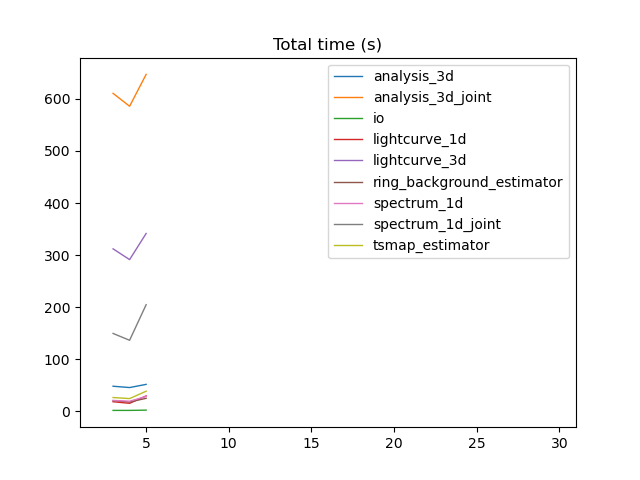 Total time (s)
600
500
400
300
200
100
0
5
10
15
20
25
30
analysis_3d
analysis_3d_joint
io
lightcurve_1d
lightcurve_3d
ring_background_estimator
spectrum_1d
spectrum_1d_joint
tsmap_estimator